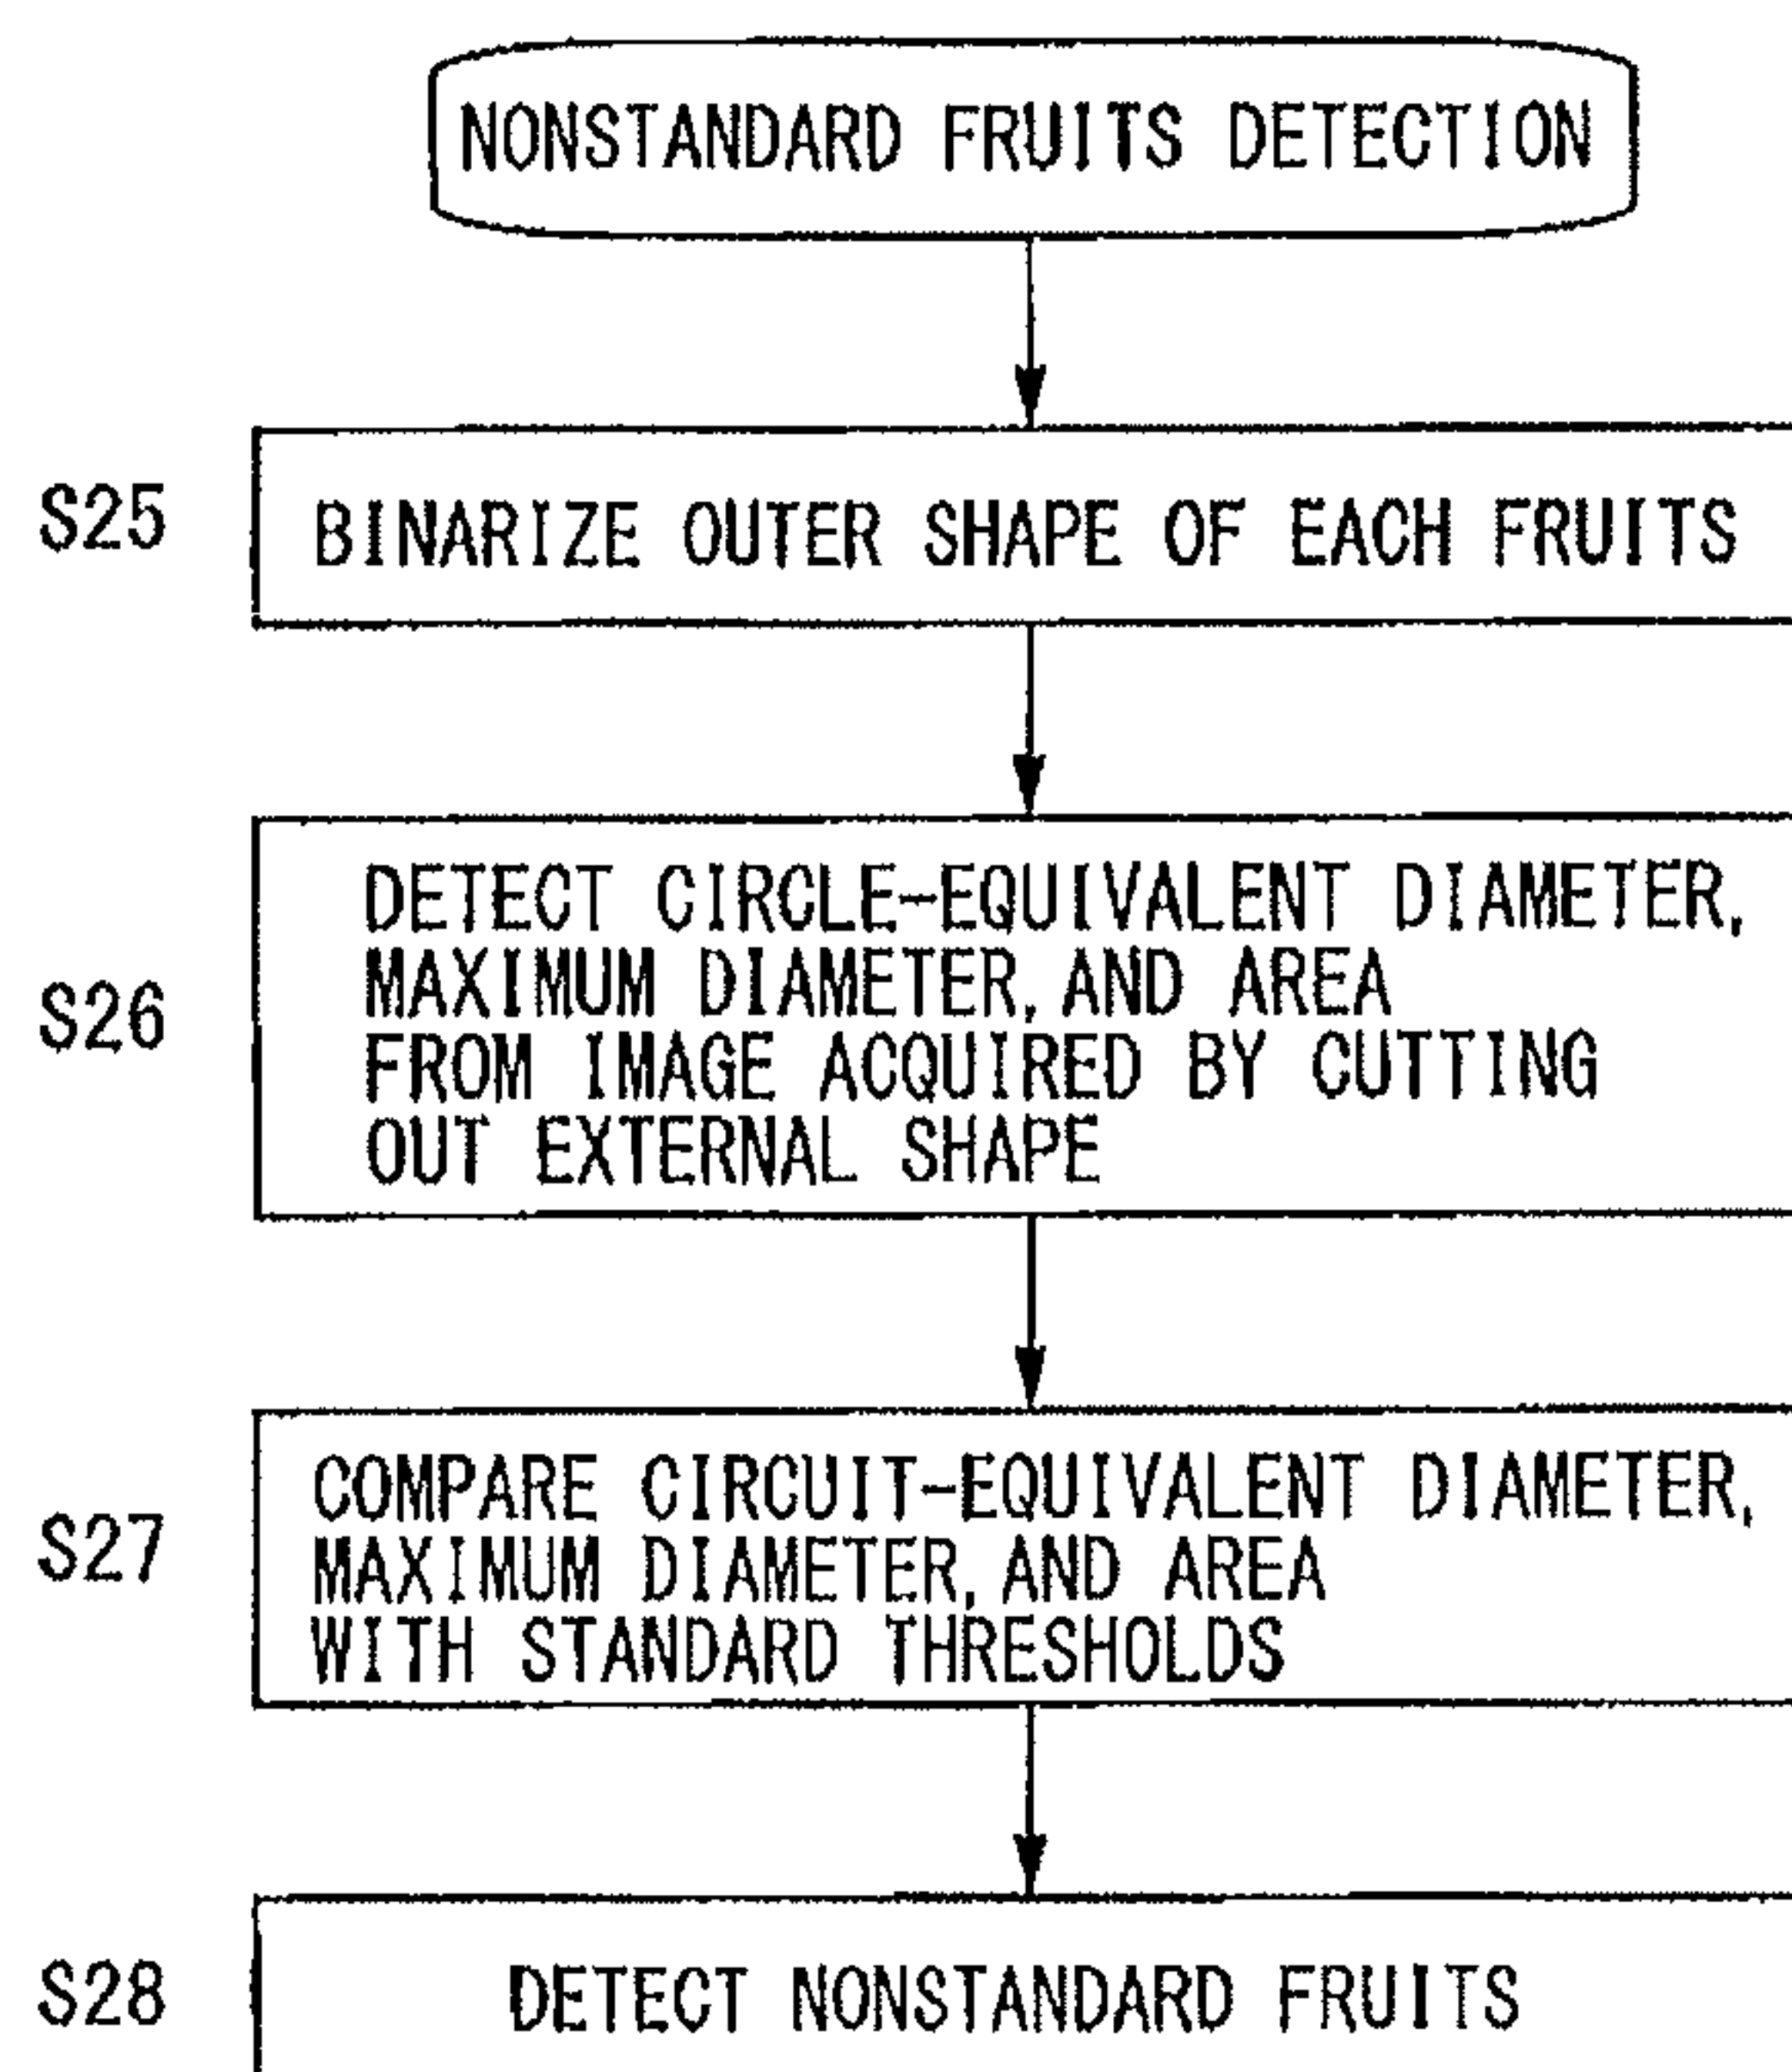 NONSTANDARD FRUITS DETECTION
S25
BINARIZE OUTER SHAPE OF EACH FRUITS
S26
DETECT CIRCLE-EQUIVALENT DIAMETER,
MAXIMUM DIAMETER, AND AREA
FROM IMAGE ACQUIRED BY CUTTING
OUT EXTERNAL SHAPE
S27
COMPARE CIRCUIT-EQUIVALENT DIAMETER,
MAXIMUM DIAMETER, AND AREA
WITH STANDARD THRESHOLDS
S28
DETECT NONSTANDARD FRUITS